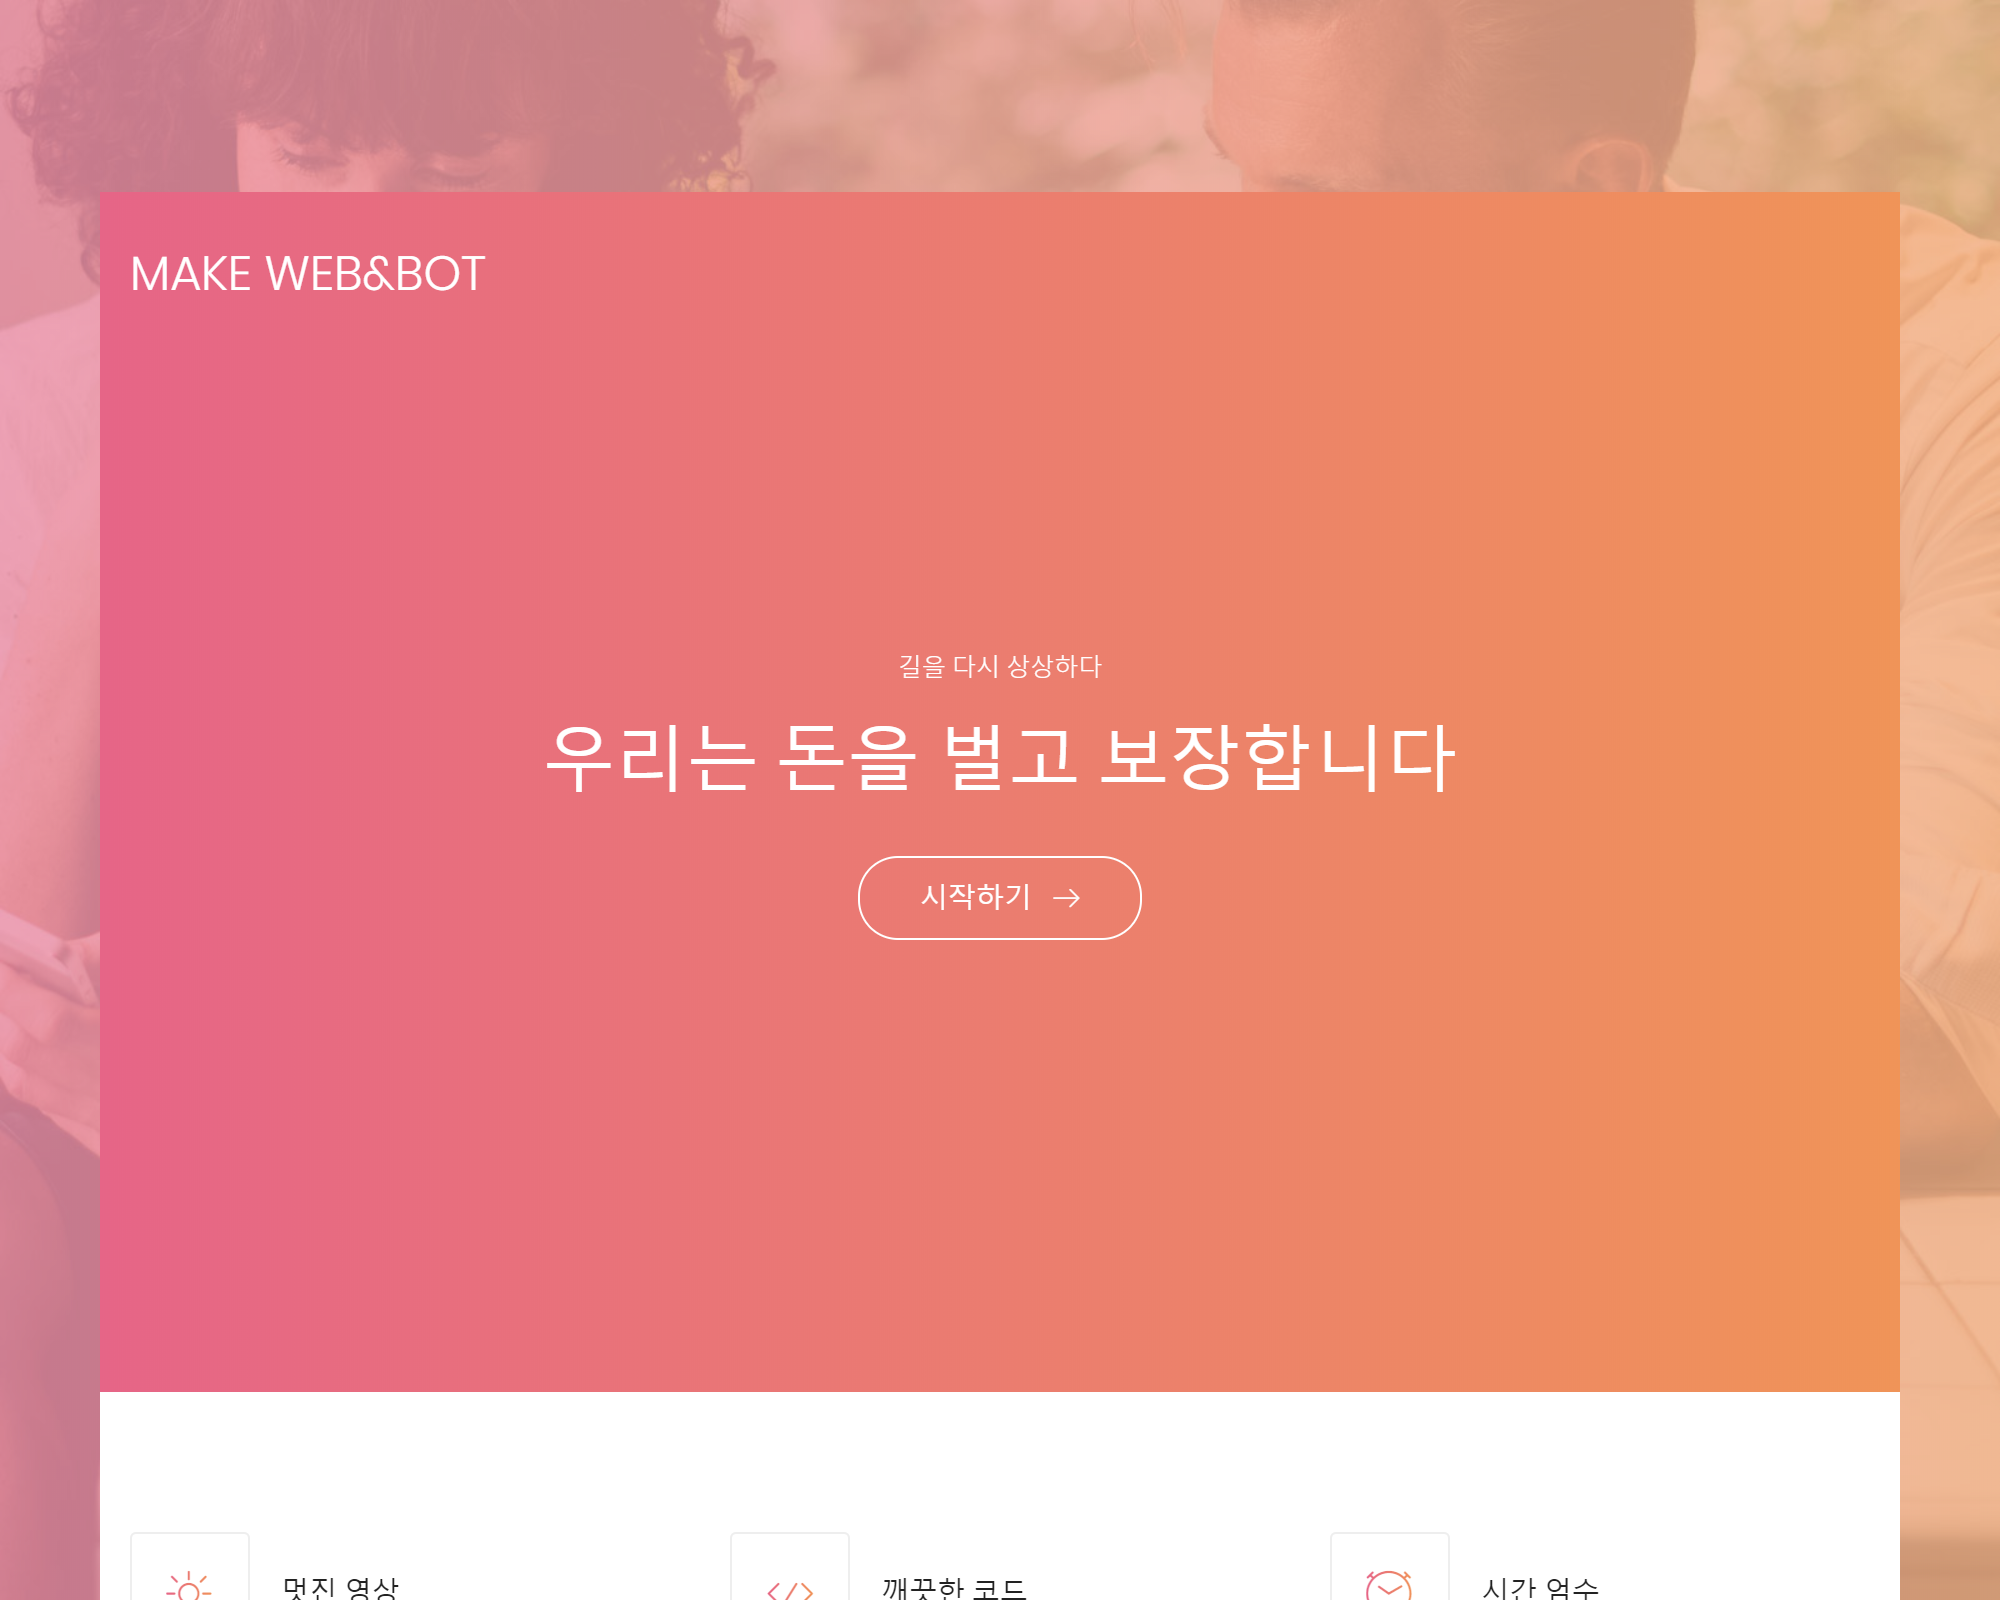 MAKE WEB&BOT
길을 다시 상상하다
우리는 돈을 벌고 보장합니다
시작하기
멋진 영상
깨끗한 코드
시간 엄수